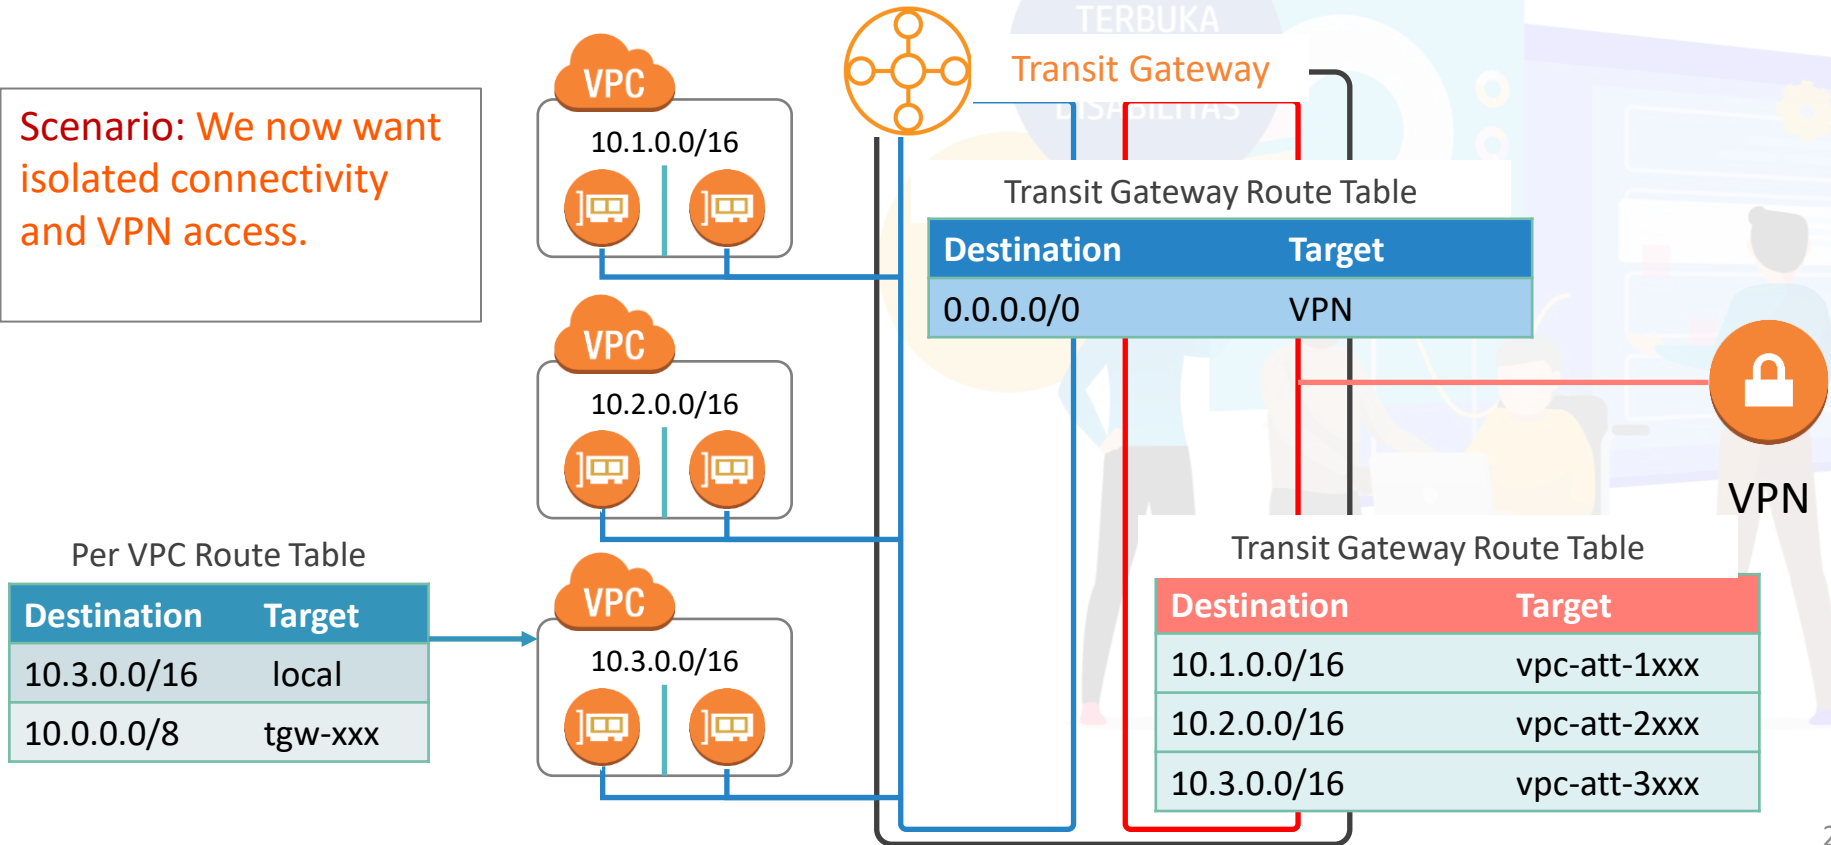 TERBUKA
DISABILITAS
Transit Gateway
Scenario: We now want
isolated connectivity
and VPN access.
VPC
10.1.0.0/16
VPC
10.2.0.0/16
VPC
10.3.0.0/16
Transit Gateway Route Table
Destination Target
0.0.0.0/0 VPN
VPN
Per VPC Route Table
Destination Target
10.3.0.0/16 local
10.0.0.0/8 tgw-xxx
Transit Gateway Route Table
Destination Target
10.1.0.0/16 vpc-att-1xxx
10.2.0.0/16 vpc-att-2xxx
10.3.0.0/16 vpc-att-3xxx